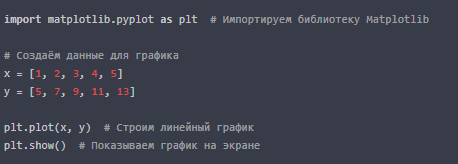 import matplotlib.pyplot as plt  # Импортируем библиотеку Matplotlib
# Создаём данные для графика
x = [1, 2, 3, 4, 5]
y = [5, 7, 9, 11, 13]
plt.plot(x, y)  # Строим линейный график
plt.show()  # Показываем график на экране